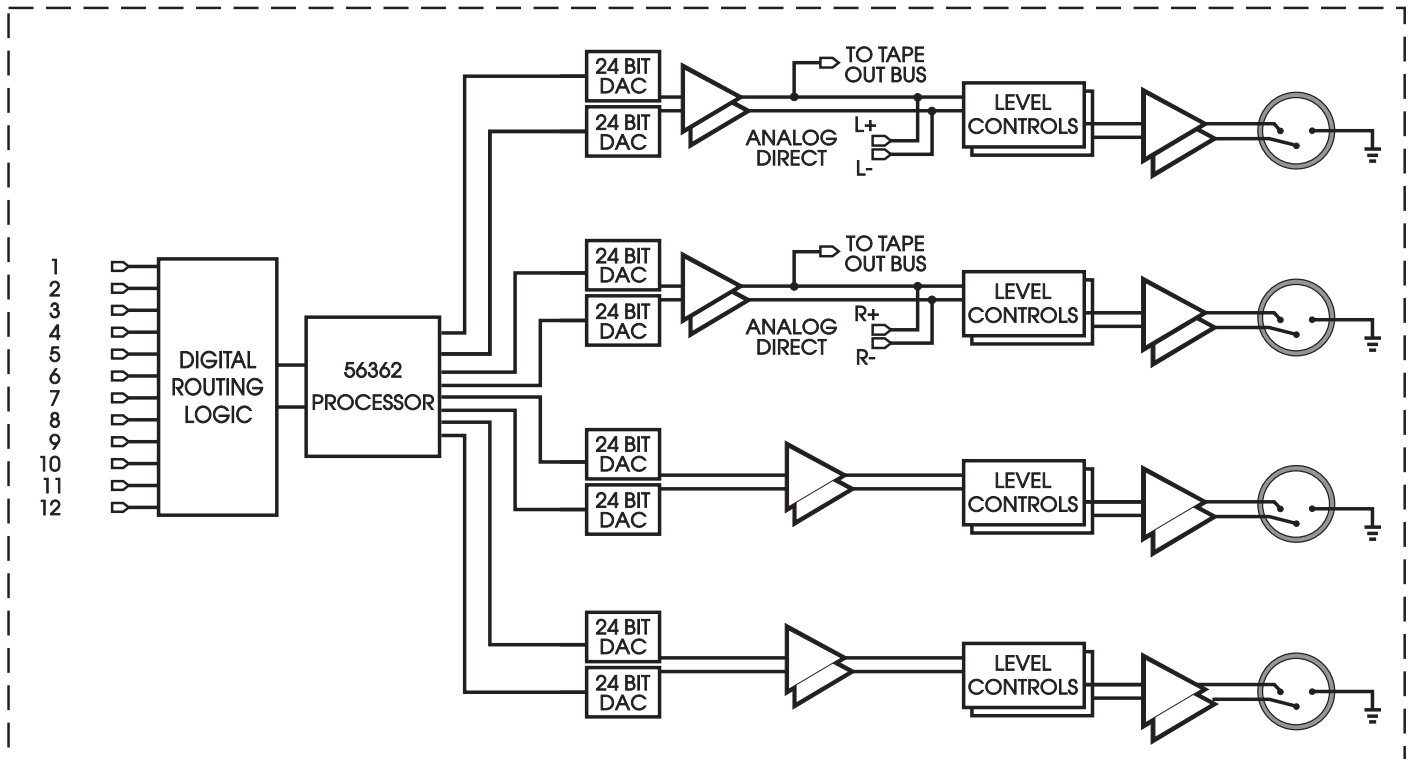 1
2
3
4
5
6
7
8
9
10
11
12
DIGITAL
ROUTING
LOGIC
56362
PROCESSOR
24 BIT
DAC
24 BIT
DAC
TO TAPE
OUT BUS
ANALOG
DIRECT
L+
L-
LEVEL
CONTROLS
24 BIT
DAC
24 BIT
DAC
TO TAPE
OUT BUS
ANALOG
DIRECT
R+
R-
LEVEL
CONTROLS
24 BIT
DAC
24 BIT
DAC
LEVEL
CONTROLS
24 BIT
DAC
24 BIT
DAC
LEVEL
CONTROLS